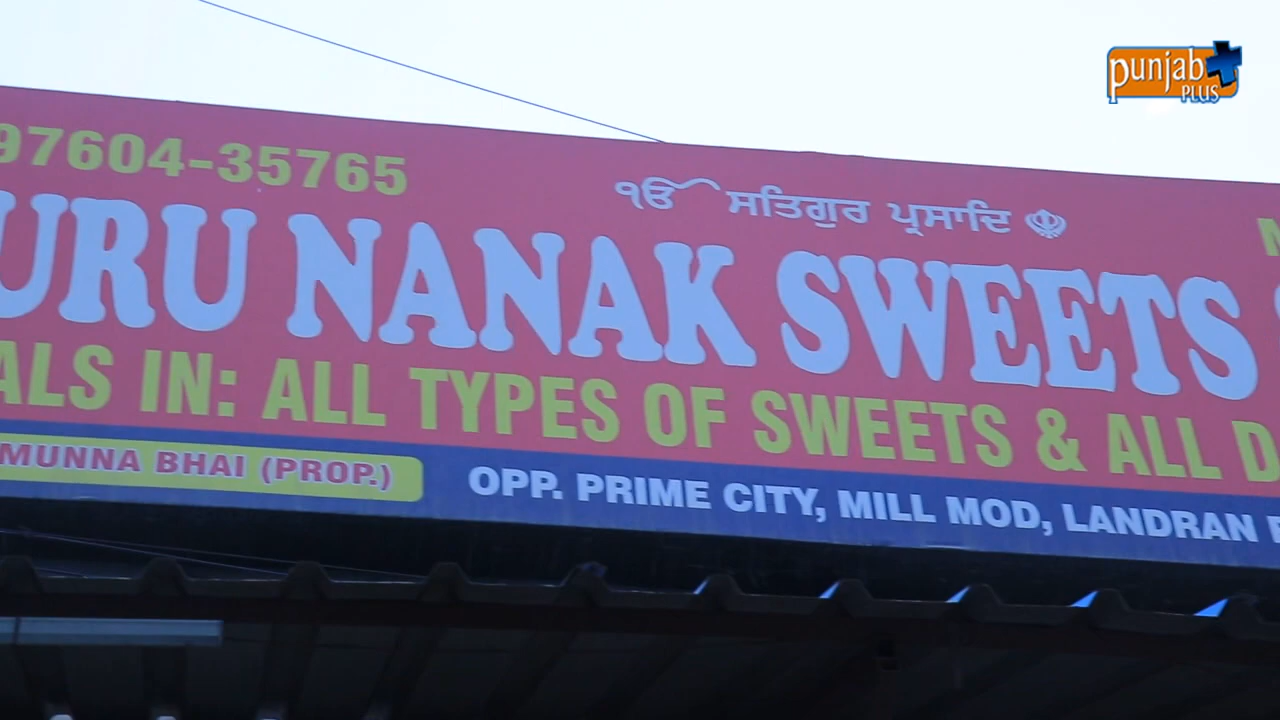 punjab
PLUS
97604-35765
ੴ ਸਤਿਗੁਰ ਪ੍ਰਸਾਦਿ
URU NANAK SWEETS
ALS IN: ALL TYPES OF SWEETS & ALL D
MUNNA BHAI (PROP.)
OPP. PRIME CITY, MILL MOD, LANDRAN